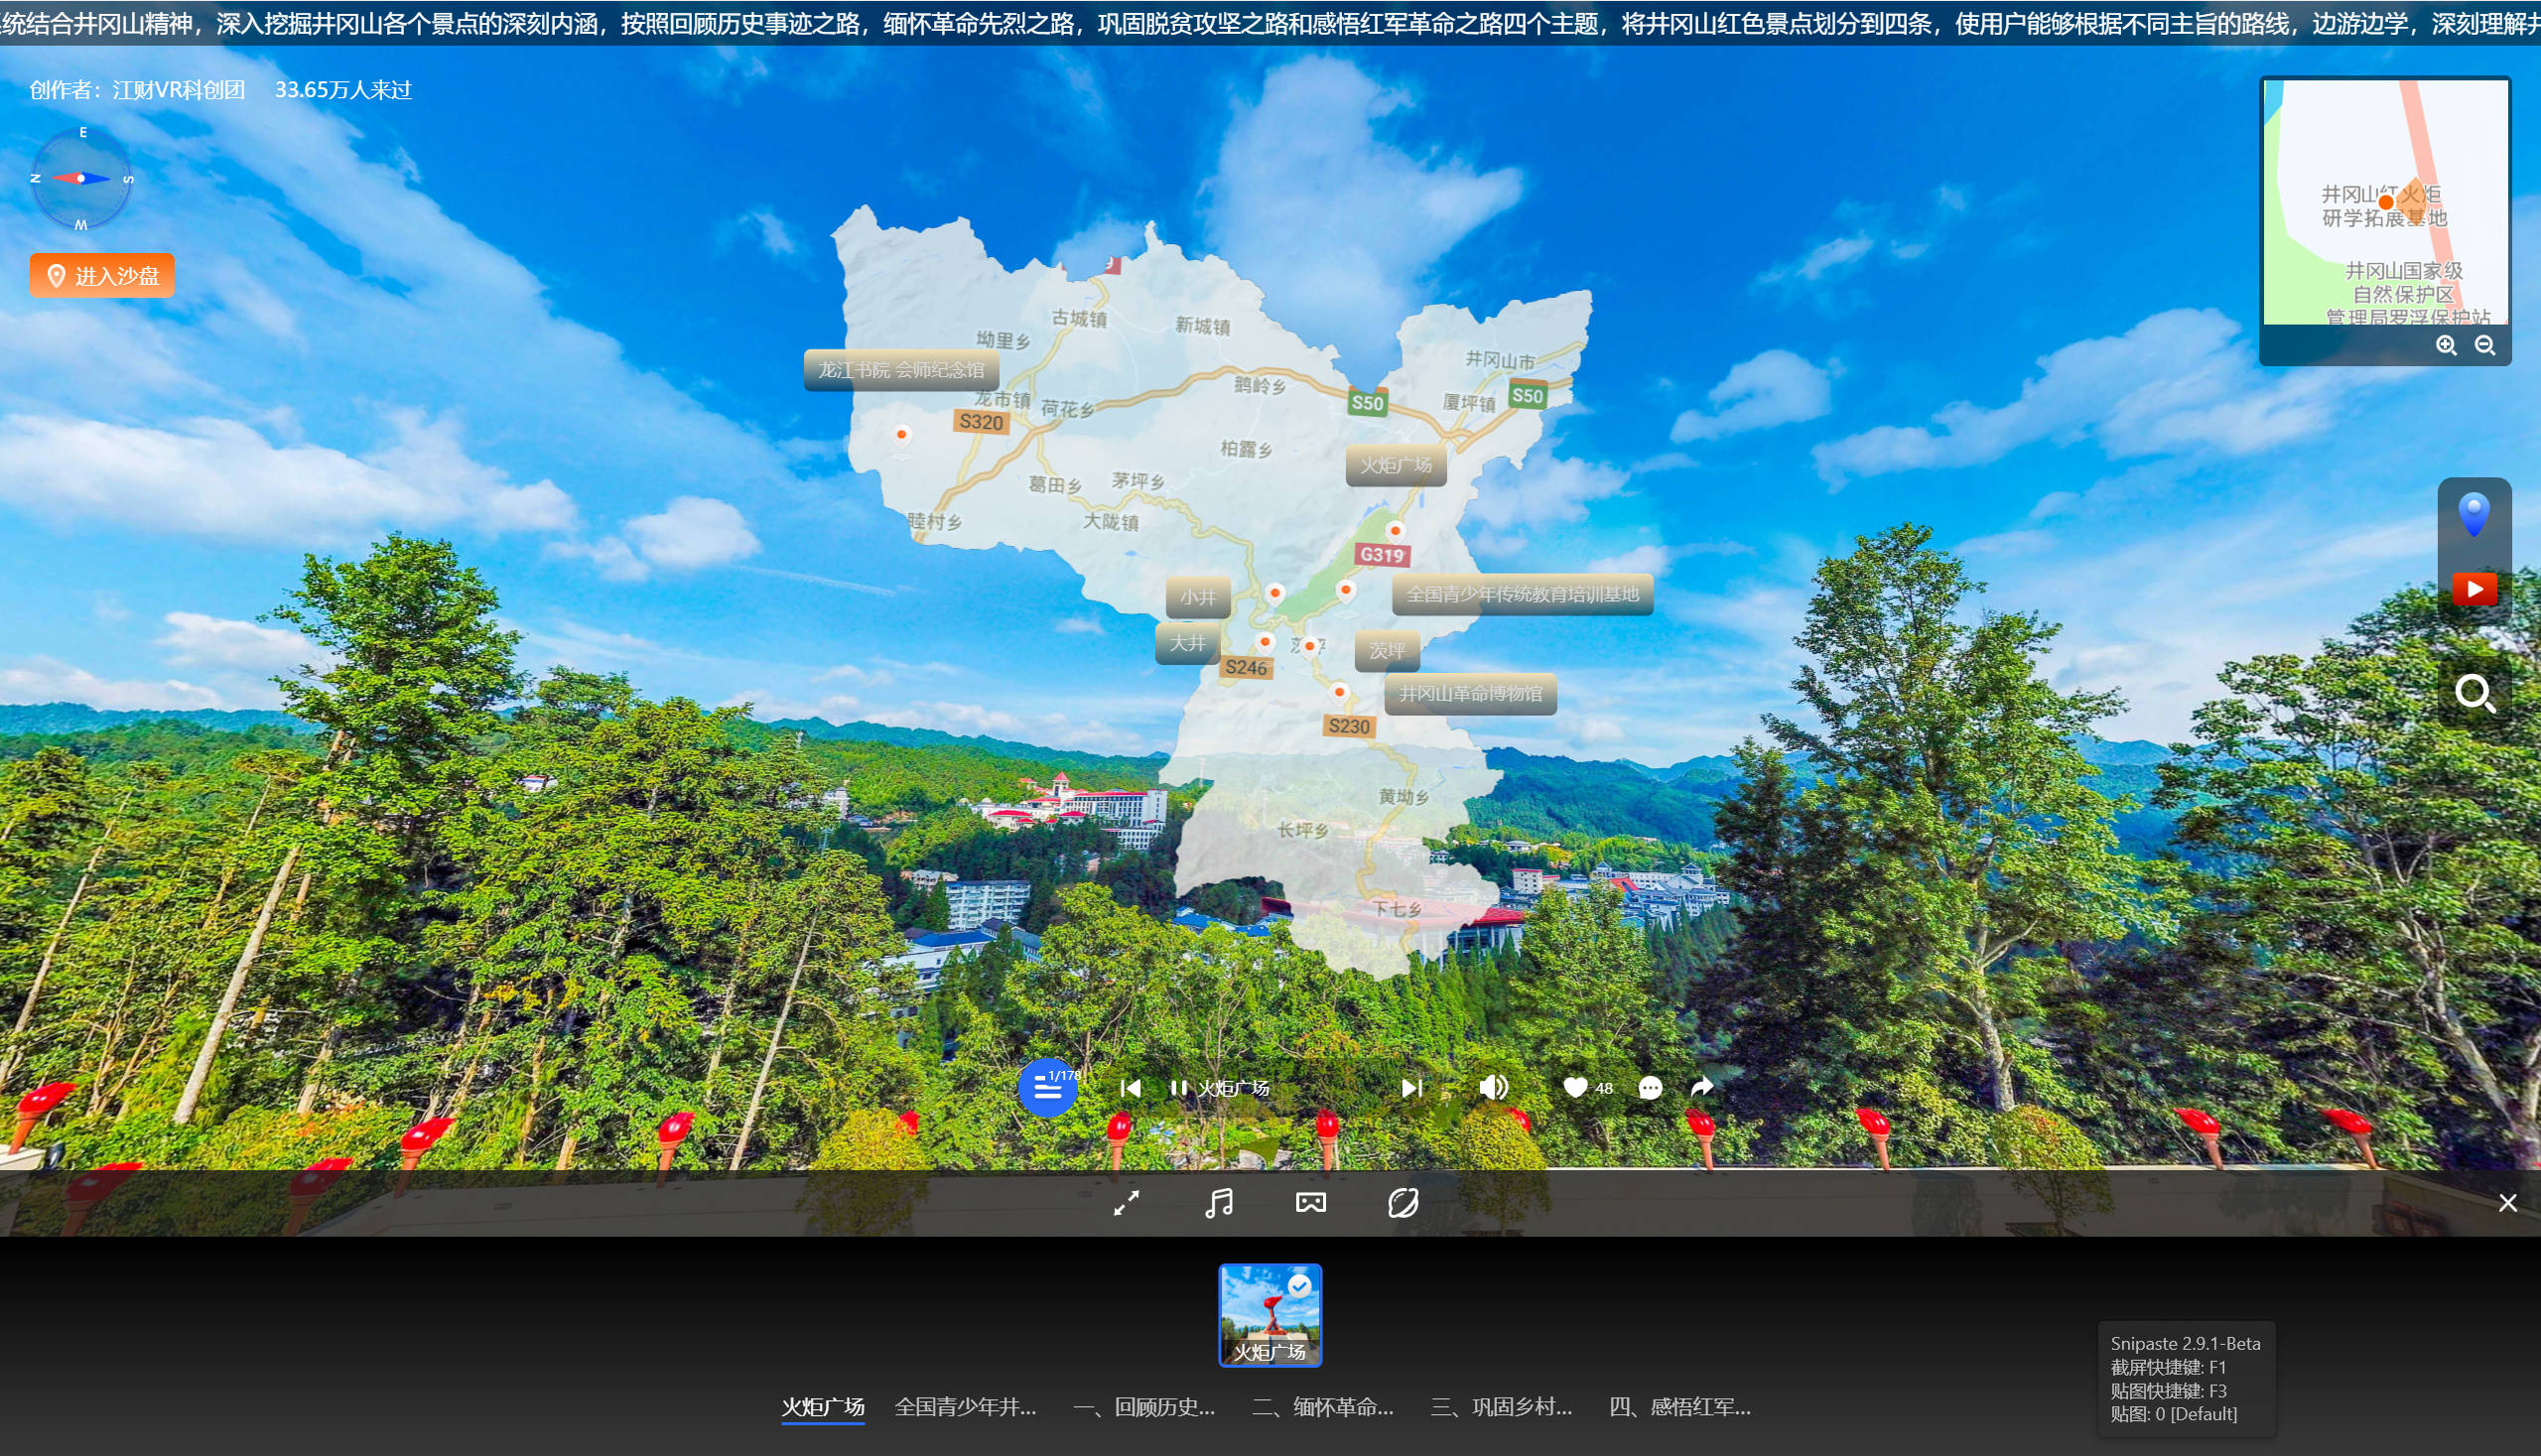 统结合井冈山精神，深入挖掘井冈山各个景点的深刻内涵，按照回顾历史事迹之路，缅怀革命先烈之路，巩固脱贫攻坚之路和感悟红军革命之路四个主题，将井冈山红色景点划分到四条，使用户能够根据不同主旨的路线，边游边学，深刻理解井
创作者：江财VR科创团 33.65万人来过
E
N S
W
进入沙盘
井冈山红火炬
研学拓展基地
井冈山国家级
自然保护区
管理局罗浮保护站
古城镇
新城镇
坳里乡
井冈山市
龙江书院 会师纪念馆
鹅岭乡
S50
S50
龙市镇
荷花乡
厦坪镇
S320
柏露乡
火炬广场
葛田乡
茅坪乡
睦村乡
大陇镇
G319
小井
全国青少年传统教育培训基地
大井
茨坪
S246
井冈山革命博物馆
S230
黄坳乡
长坪乡
下七乡
1/178
火炬广场
48
火炬广场
火炬广场 全国青少年井... 一、回顾历史... 二、缅怀革命... 三、巩固乡村... 四、感悟红军...
Snipaste 2.9.1-Beta
截屏快捷键: F1
贴图快捷键: F3
贴图: 0 [Default]